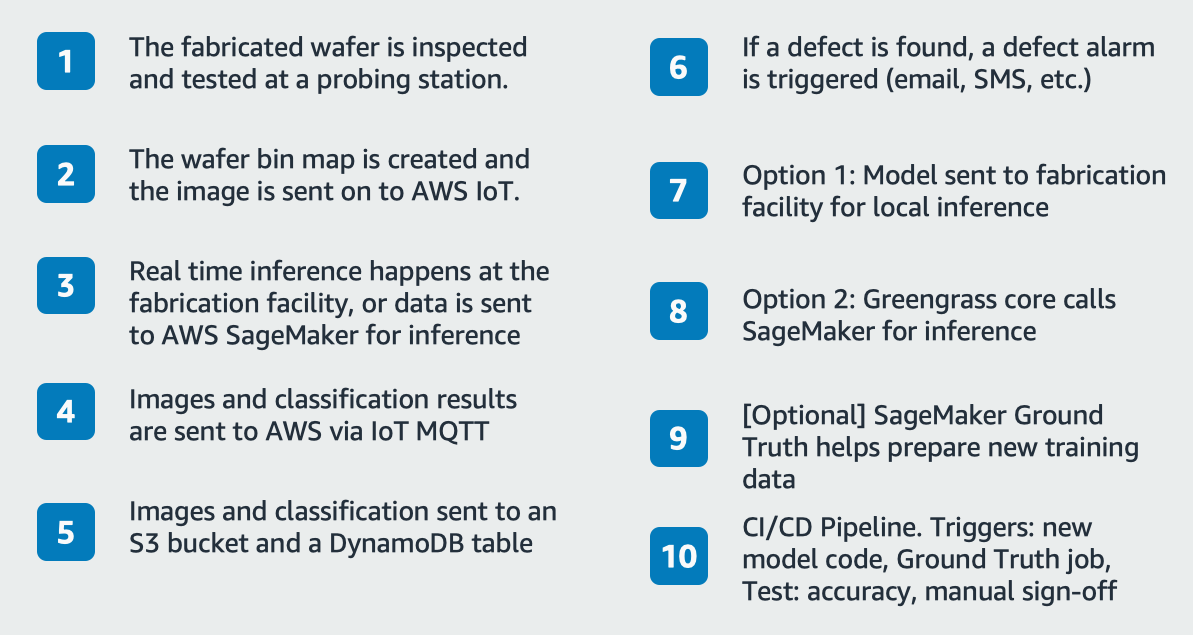 1
The fabricated wafer is inspected
and tested at a probing station.
2
The wafer bin map is created and
the image is sent on to AWS IoT.
3
Real time inference happens at the
fabrication facility, or data is sent
to AWS SageMaker for inference
4
Images and classification results
are sent to AWS via IoT MQTT
5
Images and classification sent to an
S3 bucket and a DynamoDB table
6
If a defect is found, a defect alarm
is triggered (email, SMS, etc.)
7
Option 1: Model sent to fabrication
facility for local inference
8
Option 2: Greengrass core calls
SageMaker for inference
9
[Optional] SageMaker Ground
Truth helps prepare new training
data
10
CI/CD Pipeline. Triggers: new
model code, Ground Truth job,
Test: accuracy, manual sign-off